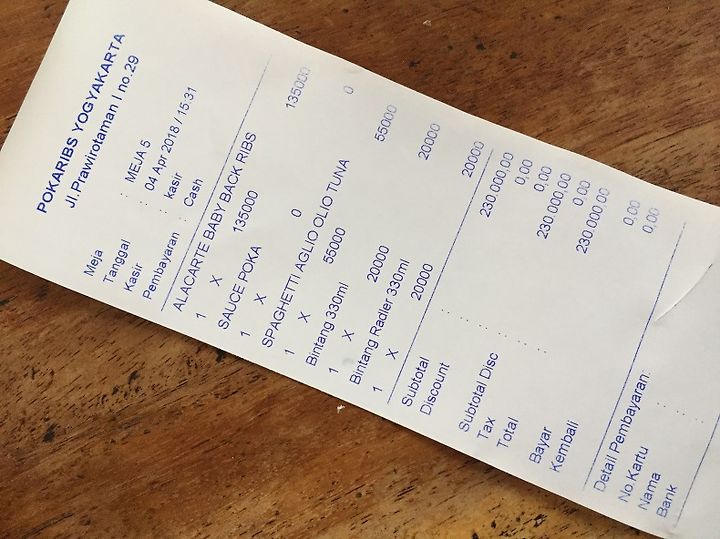 POKARIBS YOGYAKARTA
Jl.Prawirotaman I no.29
Meja : MEJA 5
Tanggal : 04 Apr 2018 / 15:31
Kasir : kasir
Pembayaran : Cash
ALACARTE BABY BACK RIBS
1 X 135000 135000
SAUCE POKA
1 X 0 0
SPAGHETTI AGLIO OLIO TUNA
1 X 55000 55000
Bintang 330ml
1 X 20000 20000
Bintang Radler 330ml
1 X 20000 20000
Subtotal : 230.000,00
Discount : 0,00
Subtotal Disc : 0,00
Tax : 230.000,00
Total : 0,00
Bayar : 230.000,00
Kembali : 0,00
0,00
Detail Pembayaran:
No.Kartu :
Nama :
Bank :